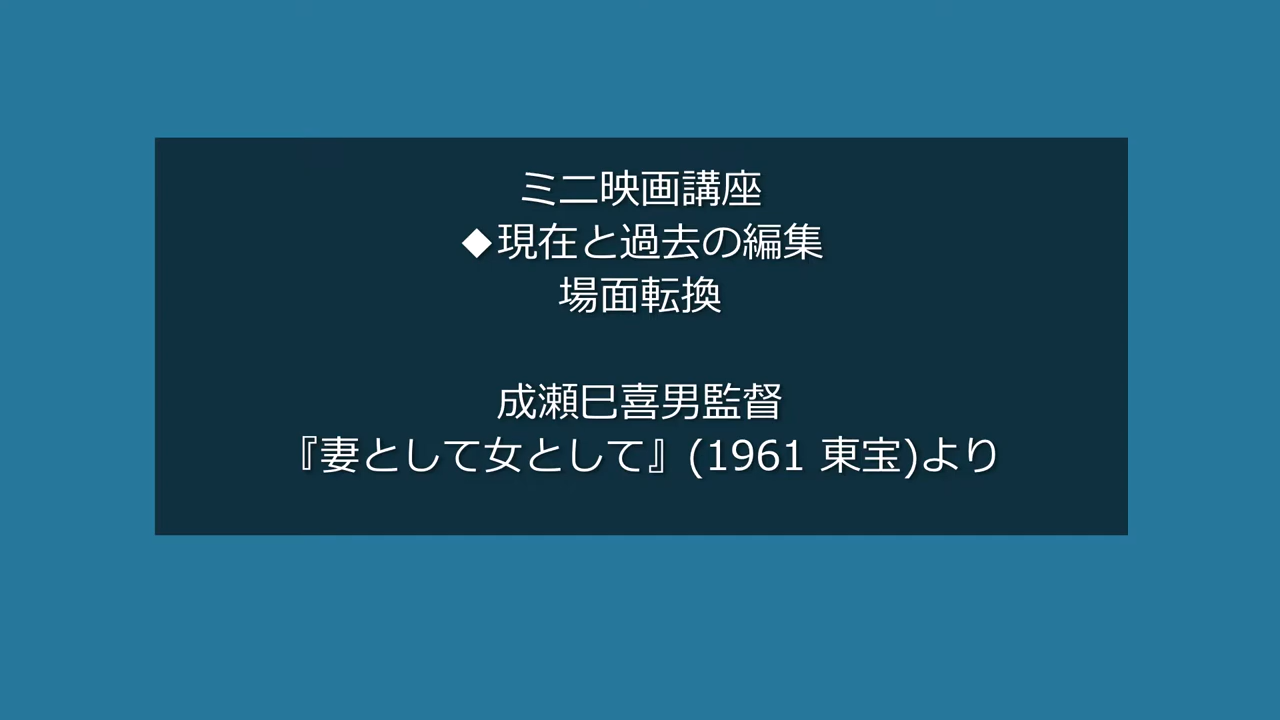 ミニ映画講座
◆現在と過去の編集
場面転換
成瀬巳喜男監督
『妻として女として』(1961 東宝)より